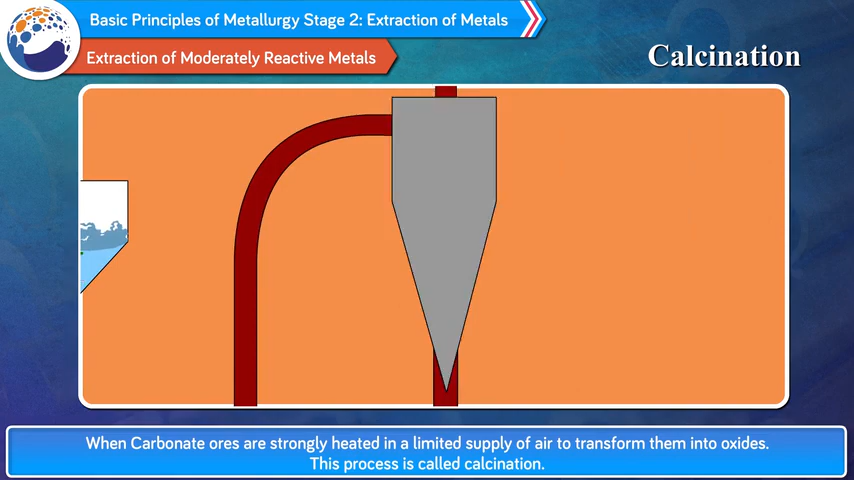 Basic Principles of Metallurgy Stage 2: Extraction of Metals
Extraction of Moderately Reactive Metals
Calcination
When Carbonate ores are strongly heated in a limited supply of air to transform them into oxides.
This process is called calcination.